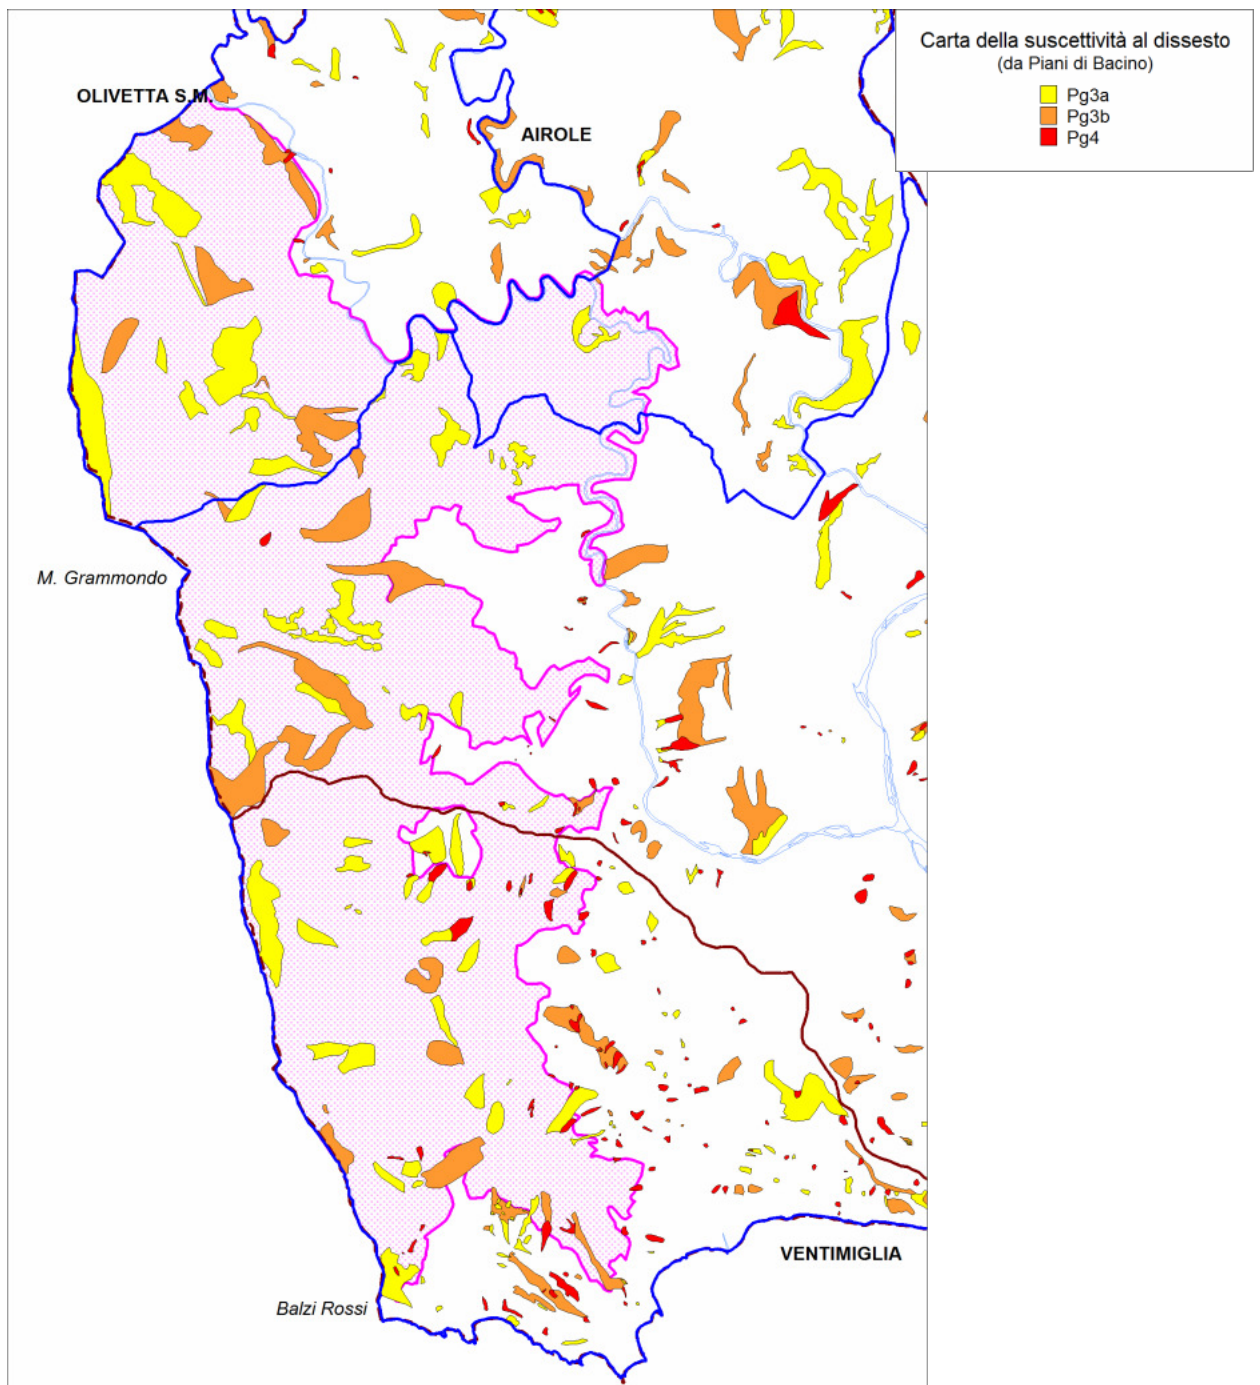 Carta della suscettività al dissesto
(da Piani di Bacino)
Pg3a
Pg3b
Pg4
OLIVETTA S.M.
AIROLE
M. Grammondo
VENTIMIGLIA
Balzi Rossi